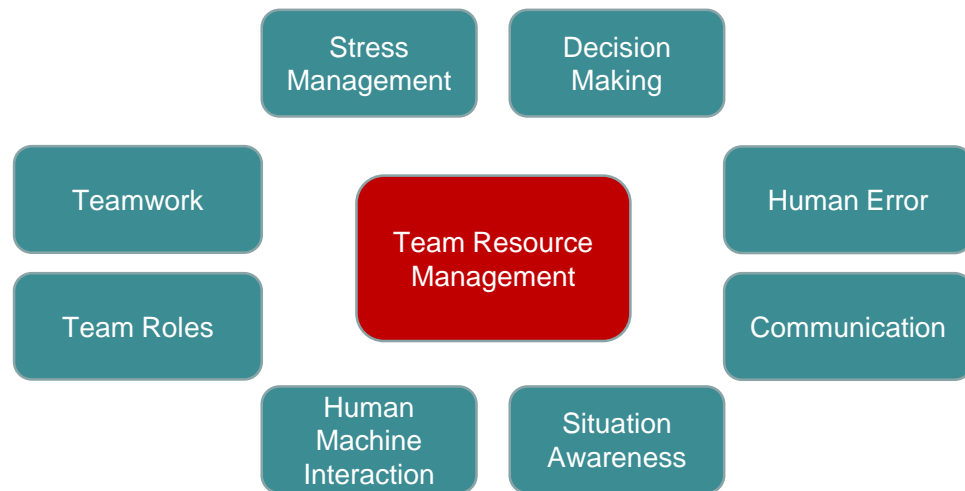 Stress
Management
Decision
Making
Teamwork
Human Error
Team Resource
Management
Team Roles
Communication
Human
Machine
Interaction
Situation
Awareness